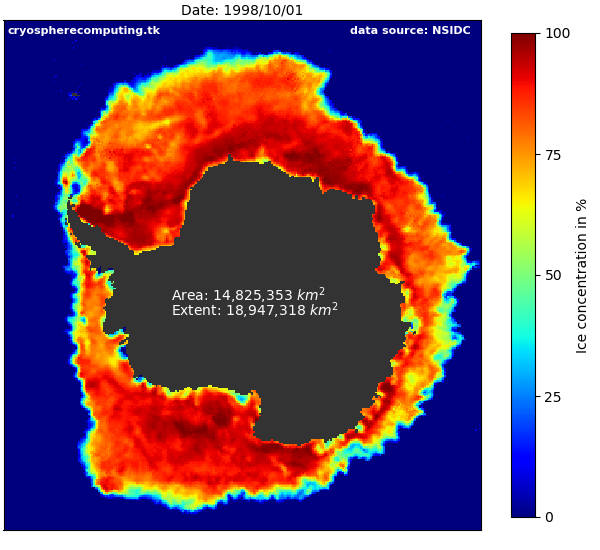 Date: 1998/10/01
cryospherecomputing.tk
data source: NSIDC
Area: 14,825,353 km²
Extent: 18,947,318 km²
100
75
50
25
0
Ice concentration in %